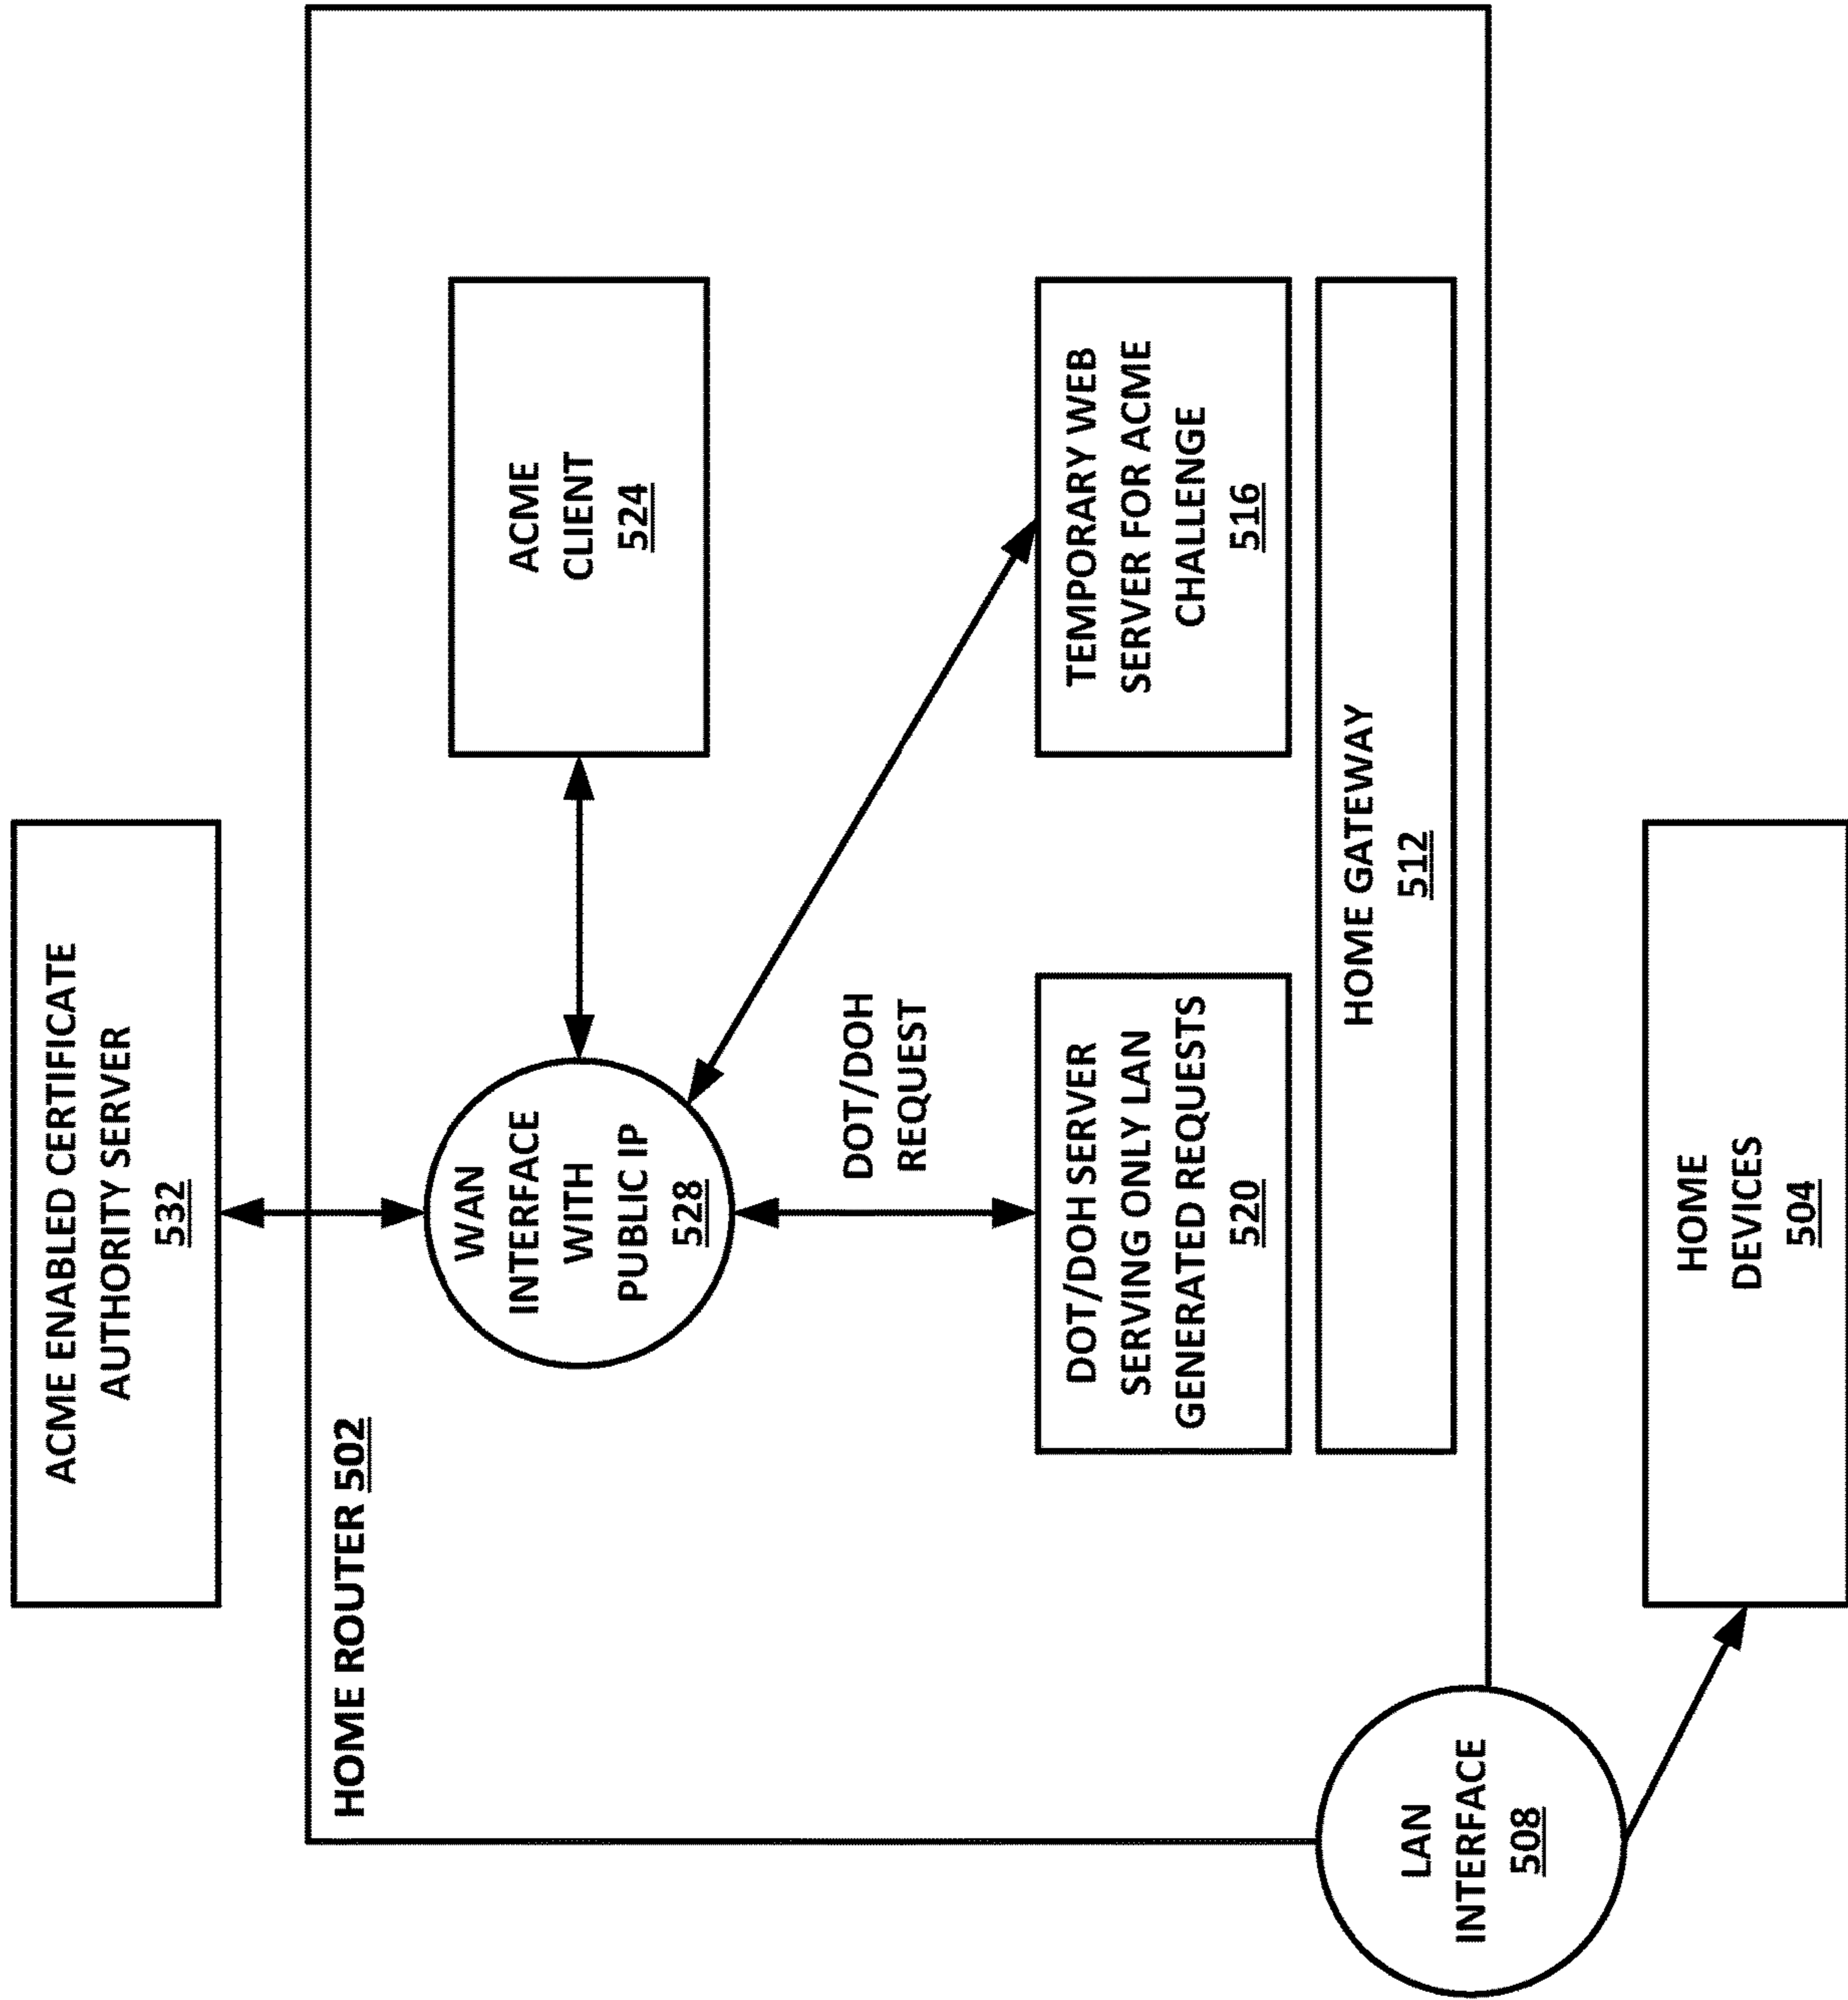 ACME ENABLED CERTIFICATE
AUTHORITY SERVER
532
HOME ROUTER 502
WAN
INTERFACE
WITH
PUBLIC IP
528
ACME
CLIENT
524
DOT/DOH
REQUEST
DOT/DOH SERVER
SERVING ONLY LAN
GENERATED REQUESTS
520
TEMPORARY WEB
SERVER FOR ACME
CHALLENGE
516
HOME GATEWAY
512
LAN
INTERFACE
508
HOME
DEVICES
504